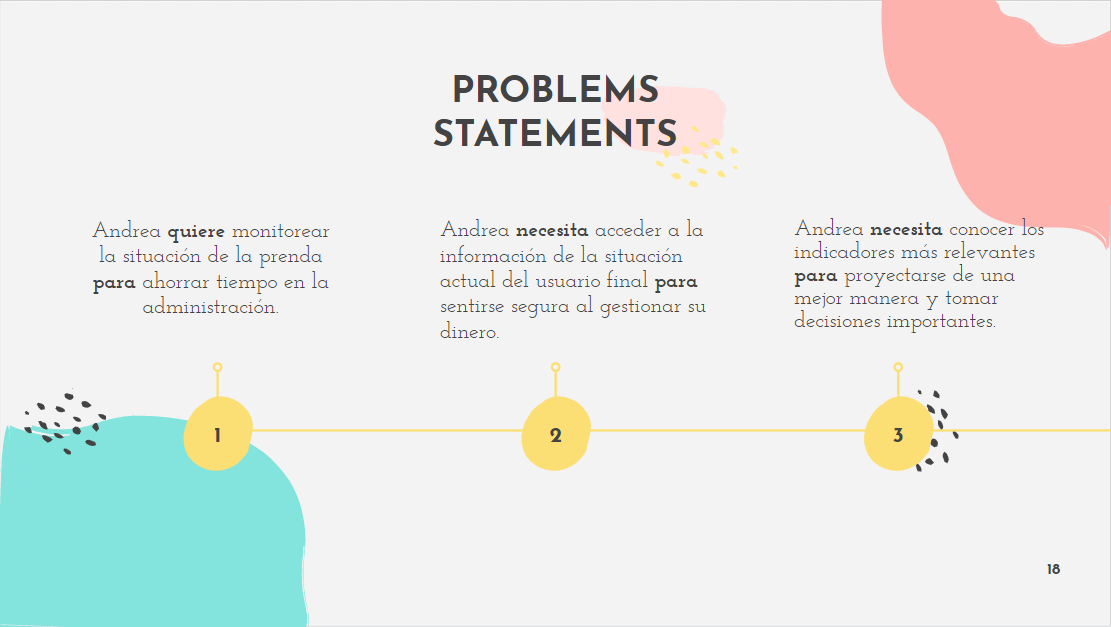 PROBLEMS
STATEMENTS
Andrea quiere monitorear
la situación de la prenda
para ahorrar tiempo en la
administración.
Andrea necesita acceder a la
información de la situación
actual del usuario final para
sentirse segura al gestionar su
dinero.
Andrea necesita conocer los
indicadores más relevantes
para proyectarse de una
mejor manera y tomar
decisiones importantes.
1
2
3
18